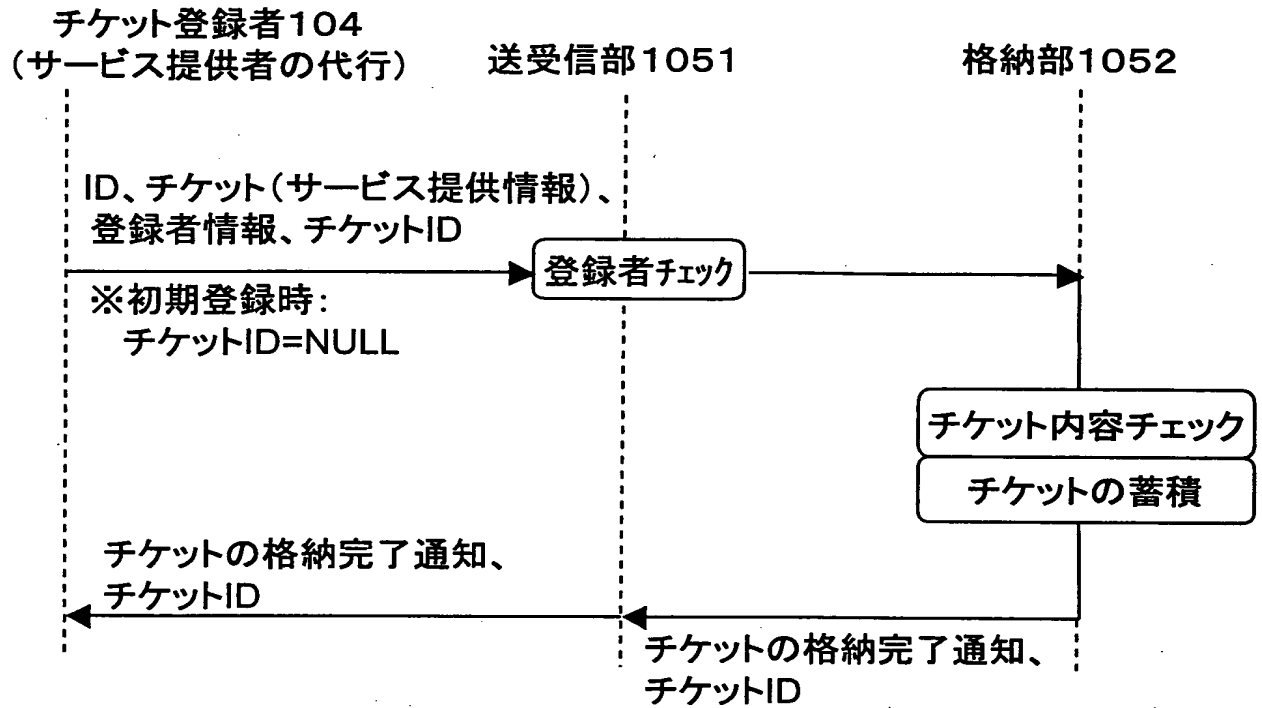 チケット登録者104
(サービス提供者の代行)
送受信部1051
格納部1052
ID、チケット(サービス提供情報)、
登録者情報、チケットID
登録者チェック
※初期登録時:
チケットID=NULL
チケット内容チェック
チケットの蓄積
チケットの格納完了通知、
チケットID
チケットの格納完了通知、
チケットID